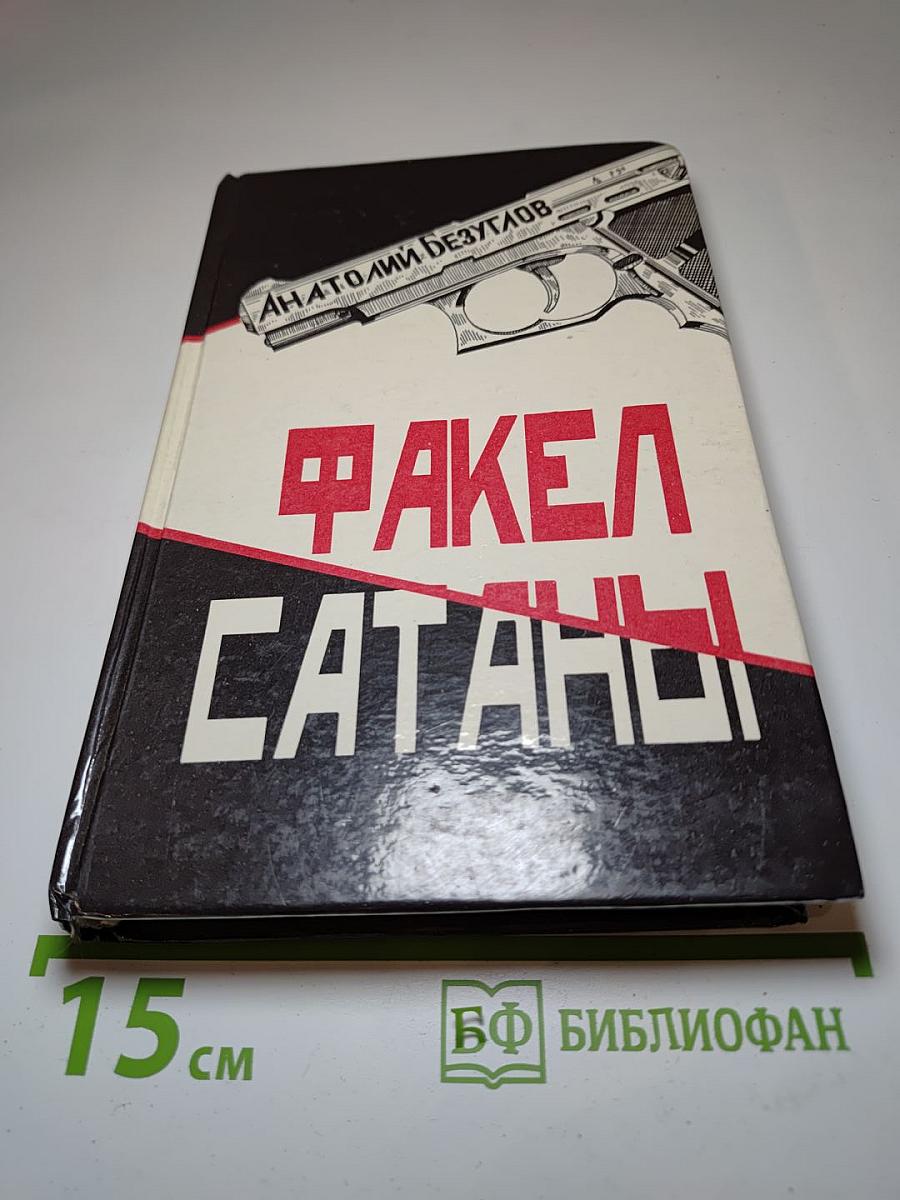 Анатолий Безуглов
ФАКЕЛ
САТАНЫ
15 см
БФ БИБЛИОФАН